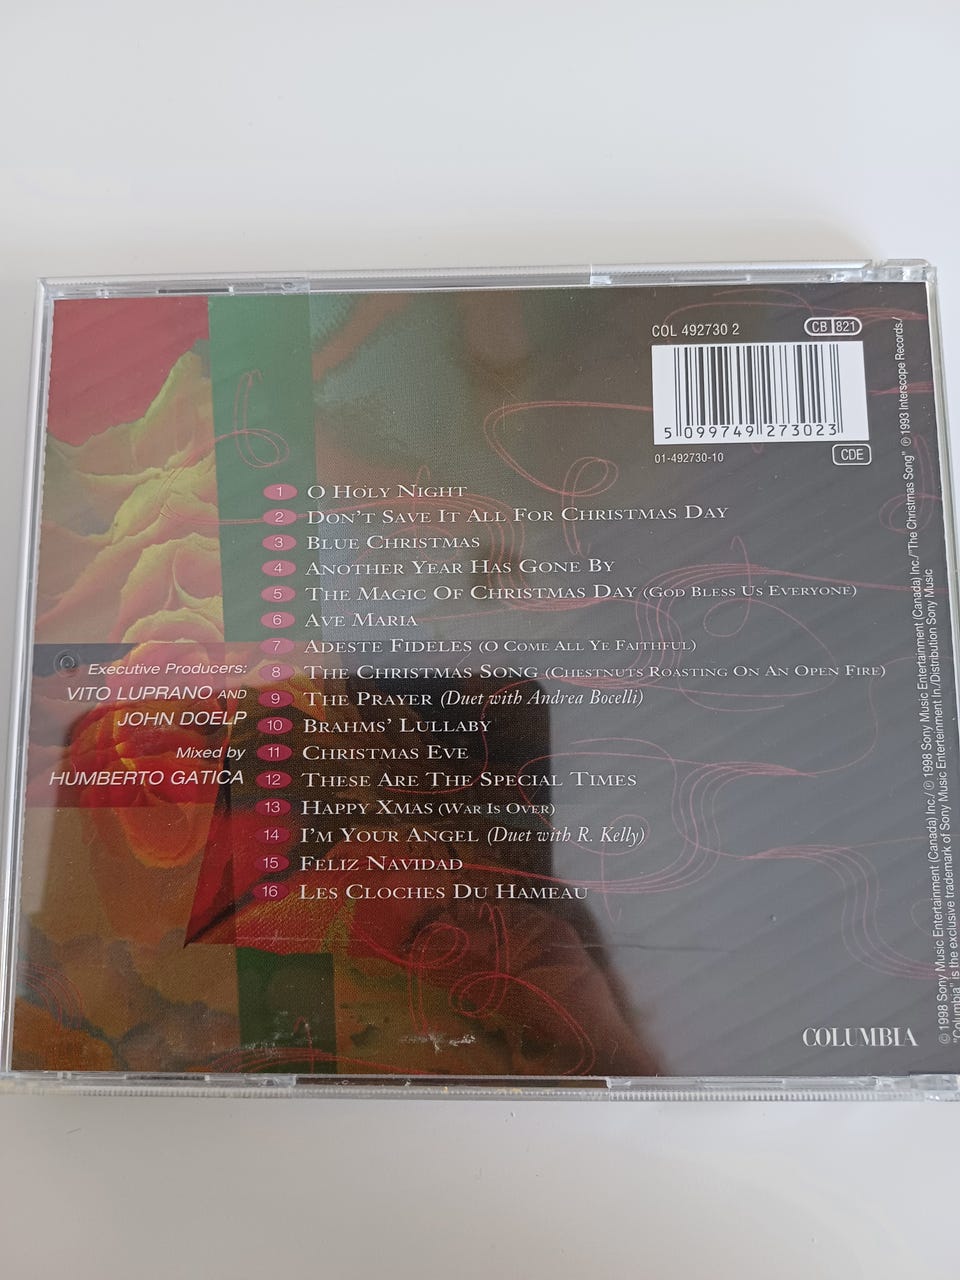 COL 492730 2
CB 821
5 099749 273023
01-492730-10
CDE
1 O Holy Night
2 Don't Save It All For Christmas Day
3 Blue Christmas
4 Another Year Has Gone By
5 The Magic Of Christmas Day (God Bless Us Everyone)
6 Ave Maria
7 Adeste Fideles (O Come All Ye Faithful)
8 The Christmas Song (Chestnuts Roasting On An Open Fire)
9 The Prayer (Duet with Andrea Bocelli)
10 Brahms' Lullaby
11 Christmas Eve
12 These Are The Special Times
13 Happy Xmas (War Is Over)
14 I'm Your Angel (Duet with R. Kelly)
15 Feliz Navidad
16 Les Cloches Du Hameau
Executive Producers:
VITO LUPRANO AND
JOHN DOELP
Mixed by
HUMBERTO GATICA
COLUMBIA
© 1998 Sony Music Entertainment (Canada) Inc./ ℗ 1998 Sony Music Entertainment (Canada) Inc./"The Christmas Song" ℗ 1993 Interscope Records./
"Columbia" is the exclusive trademark of Sony Music Entertainment In./Distribution Sony Music